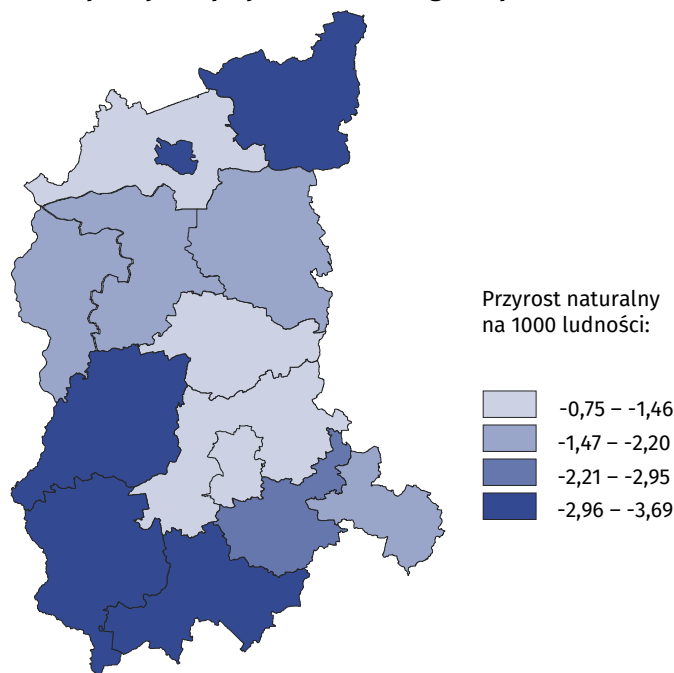 Przyrost naturalny
na 1000 ludności:
-0,75 – -1,46
-1,47 – -2,20
-2,21 – -2,95
-2,96 – -3,69